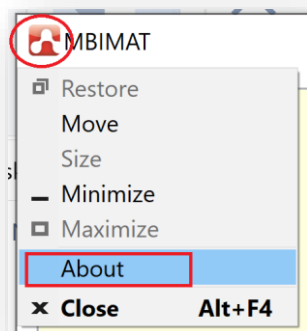 MBIMAT
Restore
Move
Size
Minimize
Maximize
About
Close Alt+F4